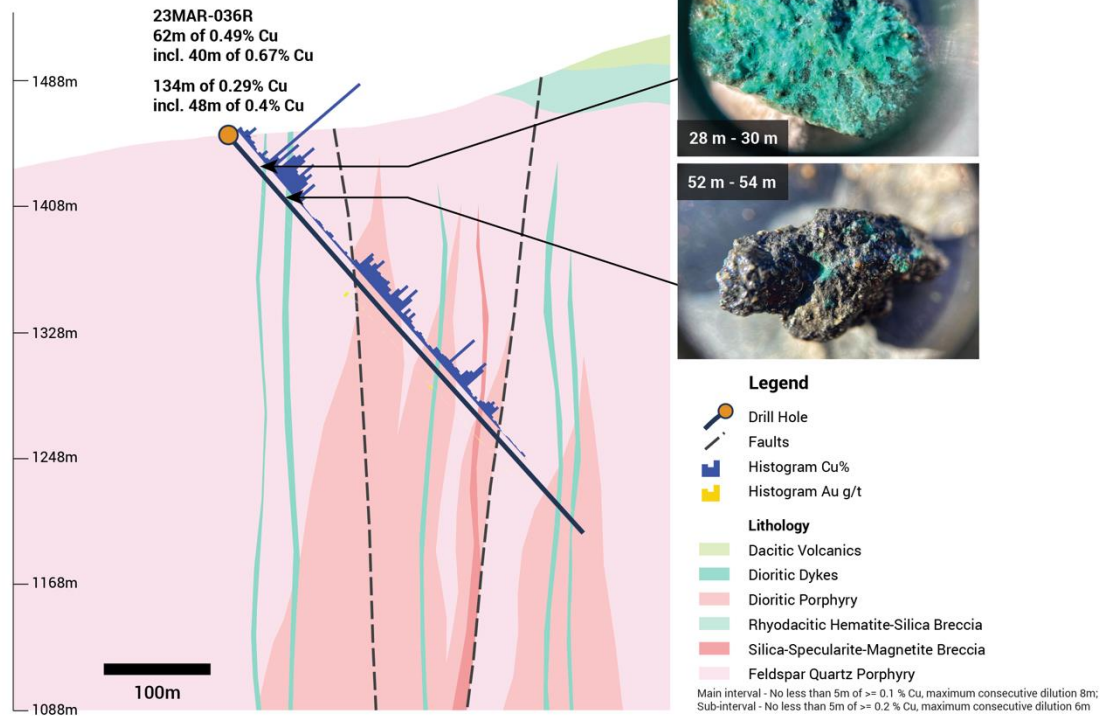 23MAR-036R
62m of 0.49% Cu
incl. 40m of 0.67% Cu
134m of 0.29% Cu
incl. 48m of 0.4% Cu
1488m
1408m
1328m
1248m
1168m
1088m
100m
28 m - 30 m
52 m - 54 m
Legend
Drill Hole
Faults
Histogram Cu%
Histogram Au g/t
Lithology
Dacitic Volcanics
Dioritic Dykes
Dioritic Porphyry
Rhyodacitic Hematite-Silica Breccia
Silica-Specularite-Magnetite Breccia
Feldspar Quartz Porphyry
Main interval - No less than 5m of >= 0.1 % Cu, maximum consecutive dilution 8m;
Sub-interval - No less than 5m of >= 0.2 % Cu, maximum consecutive dilution 6m